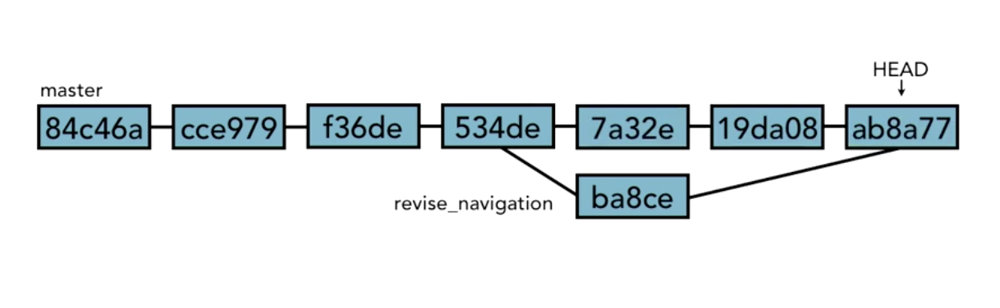 HEAD
master
84c46a
cce979
f36de
534de
7a32e
19da08
ab8a77
revise_navigation
ba8ce